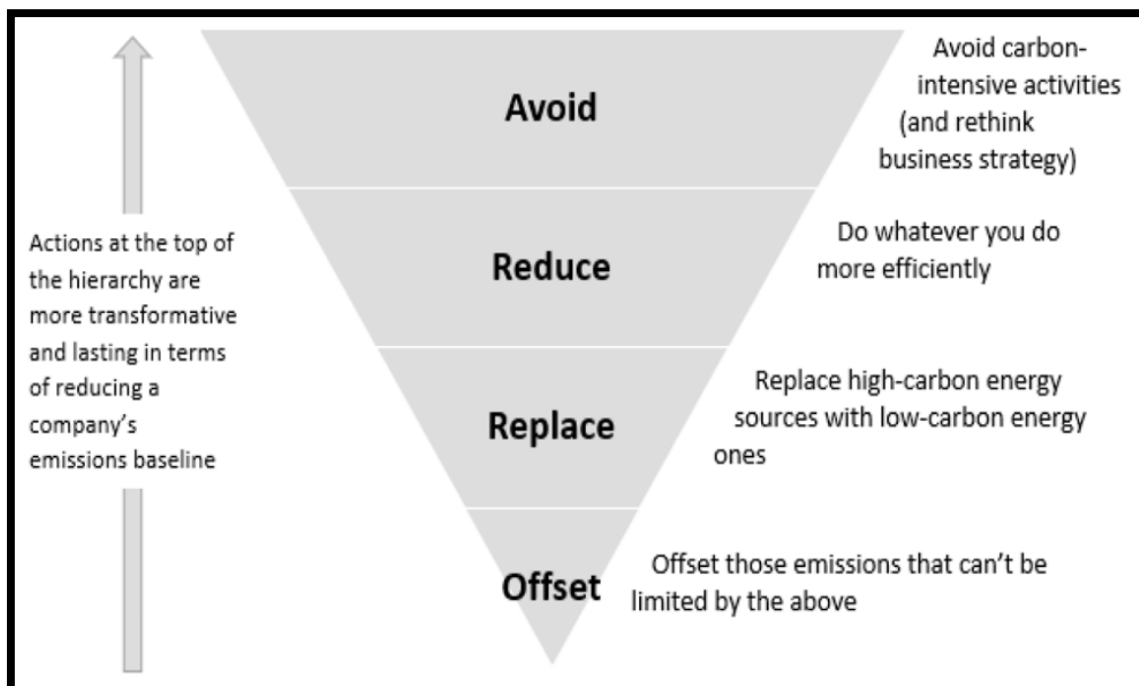 Avoid
Avoid carbon-
intensive activities
(and rethink
business strategy)
Actions at the top of
the hierarchy are
more transformative
and lasting in terms
of reducing a
company’s
emissions baseline
Reduce
Do whatever you do
more efficiently
Replace
Replace high-carbon energy
sources with low-carbon energy
ones
Offset
Offset those emissions that can’t be
limited by the above